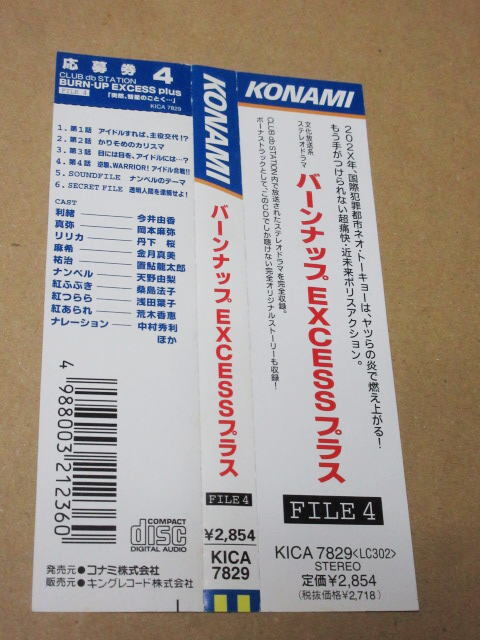 応募券 4
CLUB db STATION
BURN-UP EXCESS plus
FILE 4 「突然、彗星のごとく…」
KICA 7829
1. 第1話 アイドルすれば、主役交代!?
2. 第2話 かりそめのカリスマ
3. 第3話 目には目を、アイドルには…?
4. 第4話 逆襲、WARRIOR! アイドル合戦!!
5. SOUNDFILE ナンペルのテーマ
6. SECRET FILE 透明人間を逮捕せよ!
CAST
利緒 今井由香
真弥 岡本麻弥
リリカ 丹下 桜
麻希 金月真美
祐治 直鮎龍太郎
ナンペル 天野由梨
紅ふぶき 桑島法子
紅つらら 浅田葉子
紅あられ 荒木香恵
ナレーション 中村秀利
ほか
4 988003 212360
COMPACT
disc
DIGITAL AUDIO
発売元 コナミ株式会社
販売元 キングレコード株式会社
KONAMI
バーンナップEXCESSプラス
FILE 4
¥2,854
KICA
7829
KONAMI
202X年、国際犯罪都市ネオ・トーキョーは、ヤツらの炎で燃え上がる!
もう手がつけられない超痛快・近未来ポリスアクション。
文化放送系
ステレオドラマ
バーンナップEXCESSプラス
CLUB db STATION内で放送されたステレオドラマを完全収録。
ボーナストラックとして、このCDでしか聴けない完全オリジナルストーリーも収録!
FILE 4
KICA 7829<LC302>
STEREO
定価¥2,854
(税抜価格¥2,718)